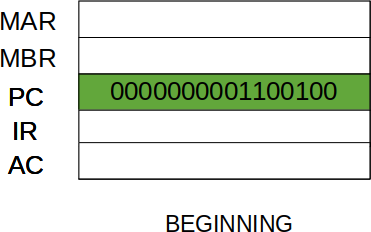 MAR
MBR
PC 0000000001100100
IR
AC
BEGINNING